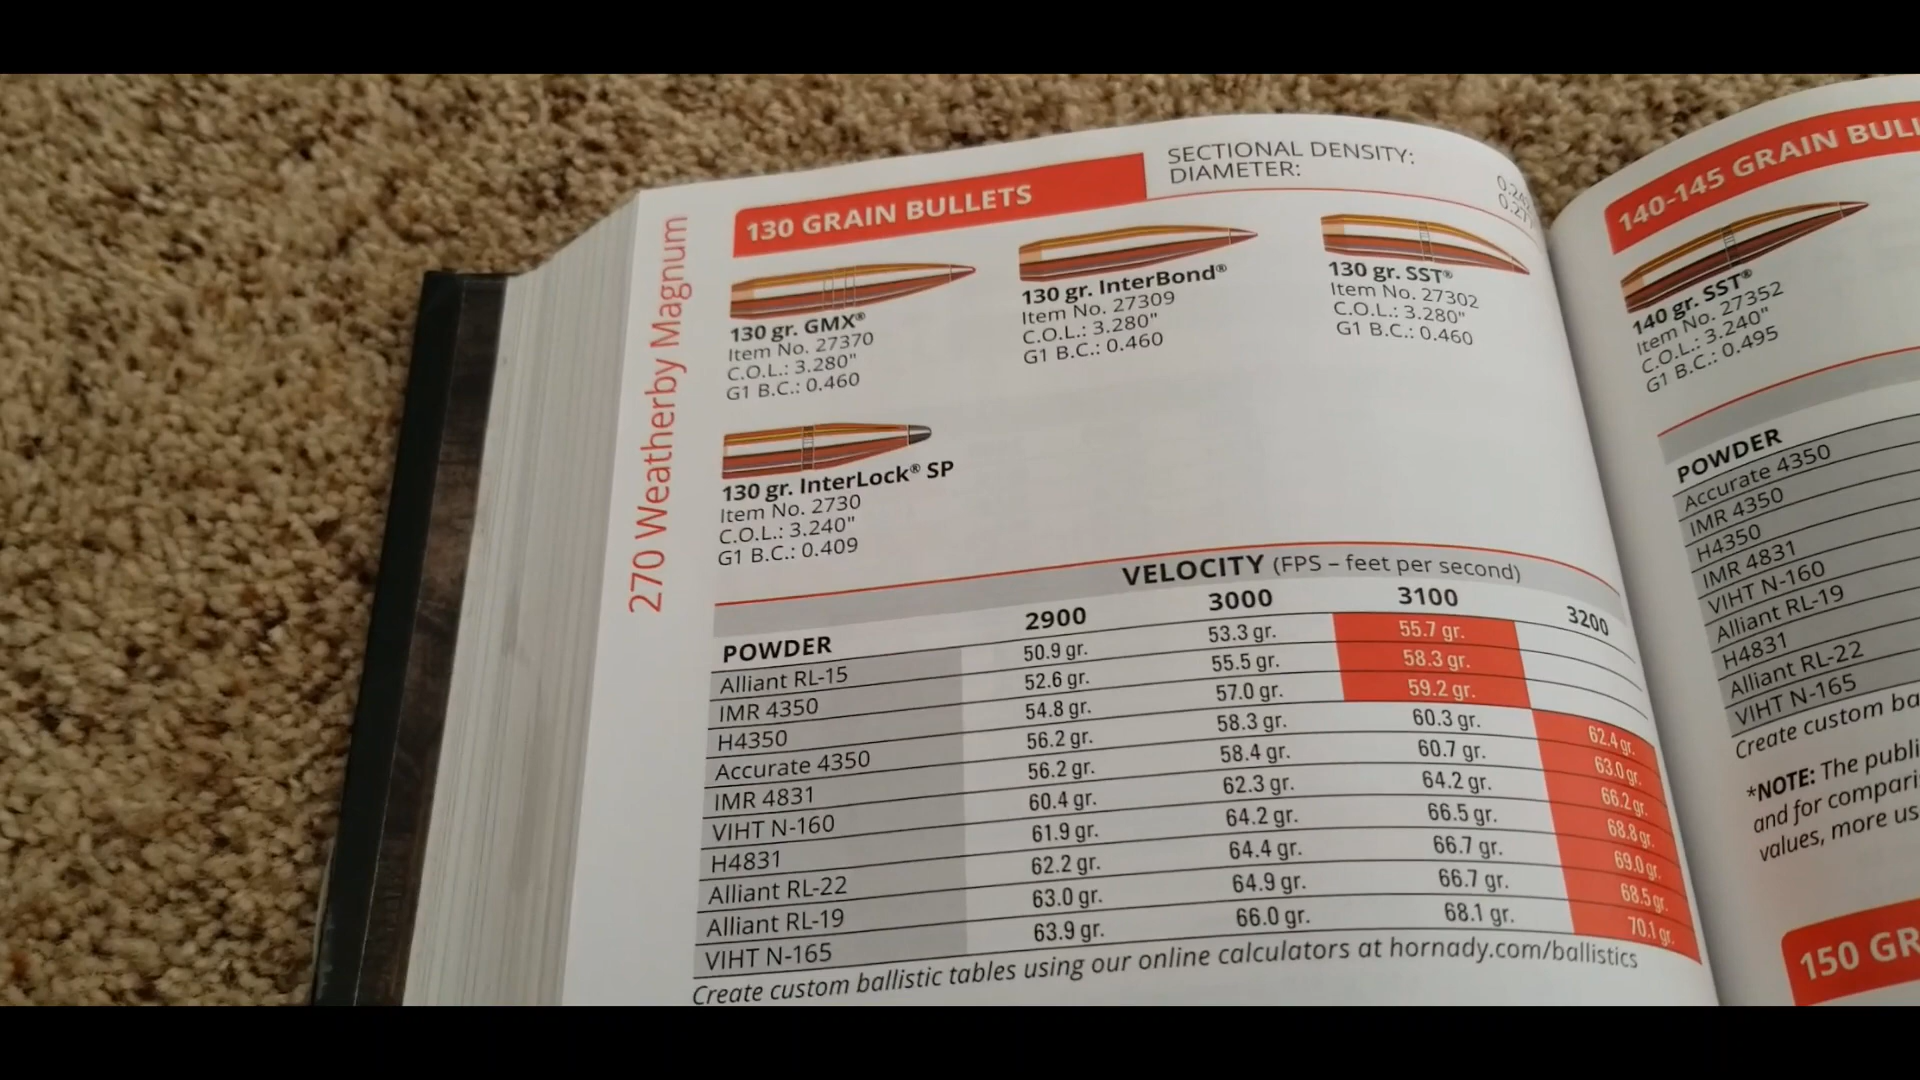 270 Weatherby Magnum
130 GRAIN BULLETS
SECTIONAL DENSITY:
DIAMETER:
130 gr. GMX®
Item No. 27370
C.O.L.: 3.280"
G1 B.C.: 0.460
130 gr. InterBond®
Item No. 27309
C.O.L.: 3.280"
G1 B.C.: 0.460
130 gr. SST®
Item No. 27302
C.O.L.: 3.280"
G1 B.C.: 0.460
130 gr. InterLock® SP
Item No. 2730
C.O.L.: 3.240"
G1 B.C.: 0.409
VELOCITY (FPS – feet per second)
POWDER 2900 3000 3100 3200
Alliant RL-15 50.9 gr. 53.3 gr. 55.7 gr.
IMR 4350 52.6 gr. 55.5 gr. 58.3 gr.
H4350 54.8 gr. 57.0 gr. 59.2 gr.
Accurate 4350 56.2 gr. 58.3 gr. 60.3 gr. 62.4 gr.
IMR 4831 56.2 gr. 58.4 gr. 60.7 gr. 63.0 gr.
VIHT N-160 60.4 gr. 62.3 gr. 64.2 gr. 66.2 gr.
H4831 61.9 gr. 64.2 gr. 66.5 gr. 68.8 gr.
Alliant RL-22 62.2 gr. 64.4 gr. 66.7 gr. 69.0 gr.
Alliant RL-19 63.0 gr. 64.9 gr. 66.7 gr. 68.5 gr.
VIHT N-165 63.9 gr. 66.0 gr. 68.1 gr. 70.1 gr.
Create custom ballistic tables using our online calculators at hornady.com/ballistics
140-145 GRAIN BULL
140 gr. SST®
Item No. 27352
C.O.L.: 3.240"
G1 B.C.: 0.495
POWDER
Accurate 4350
IMR 4350
H4350
IMR 4831
VIHT N-160
Alliant RL-19
H4831
Alliant RL-22
VIHT N-165
Create custom ba
*NOTE: The publi
and for compari
values, more us
150 GR